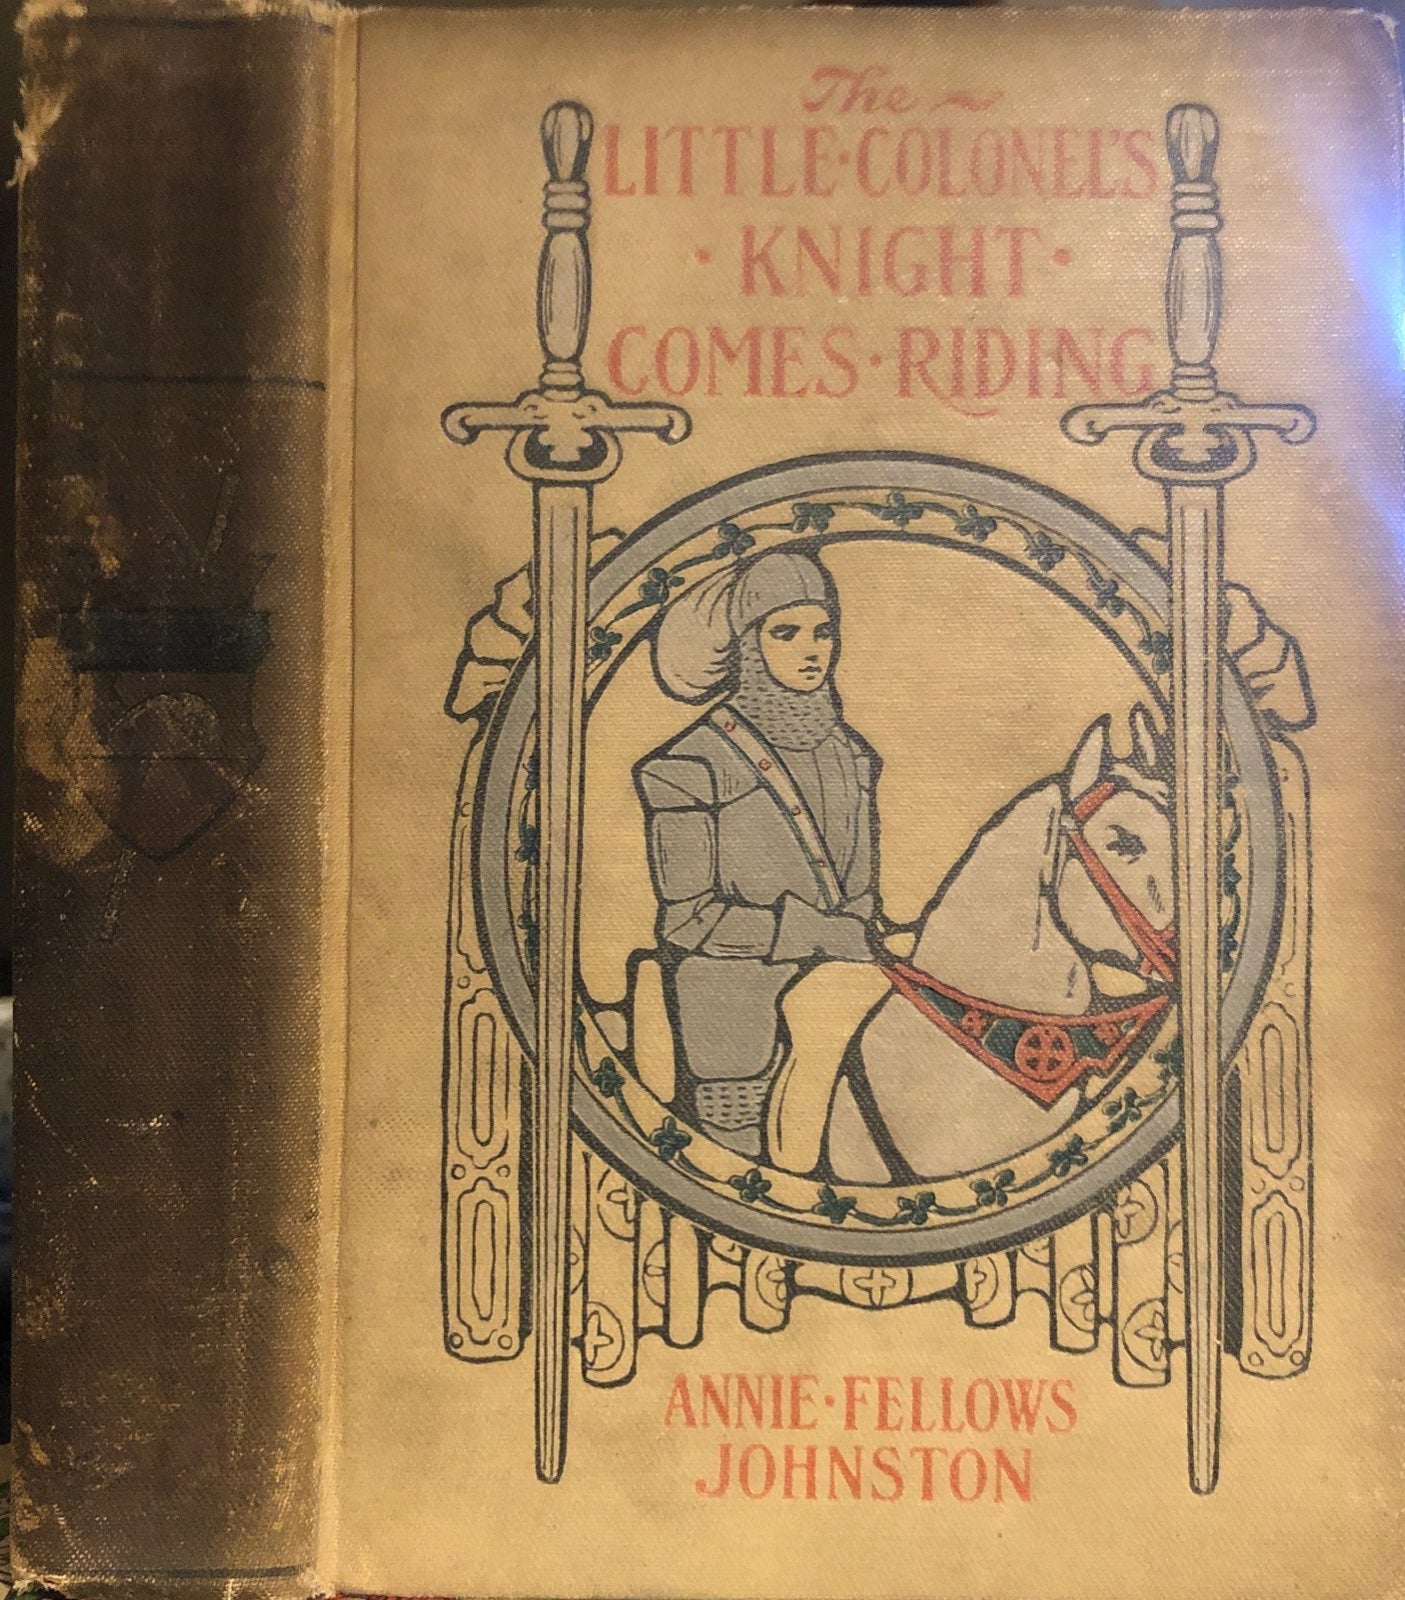 The
LITTLE·COLONEL'S
·KNIGHT·
COMES·RIDING
ANNIE·FELLOWS
JOHNSTON